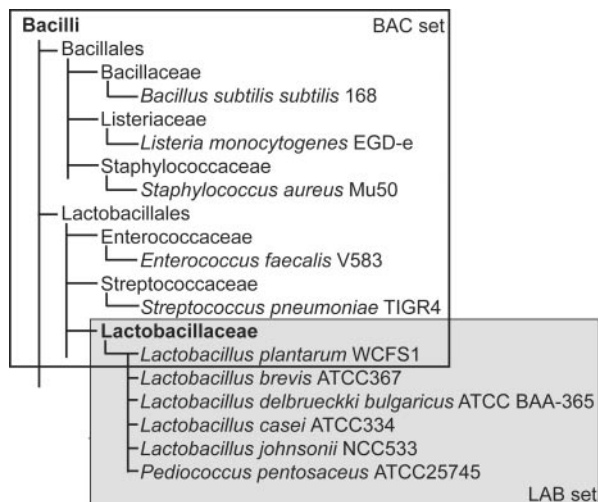 Bacilli BAC set
Bacillales
Bacillaceae
Bacillus subtilis subtilis 168
Listeriaceae
Listeria monocytogenes EGD-e
Staphylococcaceae
Staphylococcus aureus Mu50
Lactobacillales
Enterococcaceae
Enterococcus faecalis V583
Streptococcaceae
Streptococcus pneumoniae TIGR4
Lactobacillaceae
Lactobacillus plantarum WCFS1
Lactobacillus brevis ATCC367
Lactobacillus delbrueckki bulgaricus ATCC BAA-365
Lactobacillus casei ATCC334
Lactobacillus johnsonii NCC533
Pediococcus pentosaceus ATCC25745
LAB set